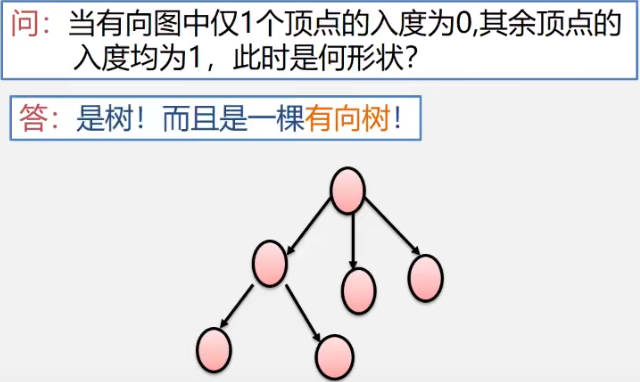 问：当有向图中仅1个顶点的入度为0,其余顶点的
入度均为1，此时是何形状？
答：是树！而且是一棵有向树！